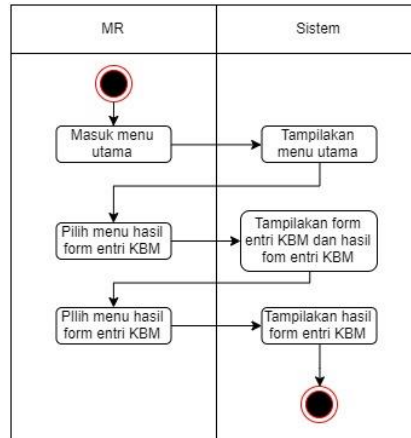 MR
Sistem
Masuk menu
utama
Tampilakan
menu utama
Pilih menu hasil
form entri KBM
Tampilakan form
entri KBM dan hasil
fom entri KBM
PIlih menu hasil
form entri KBM
Tampilakan hasil
form entri KBM